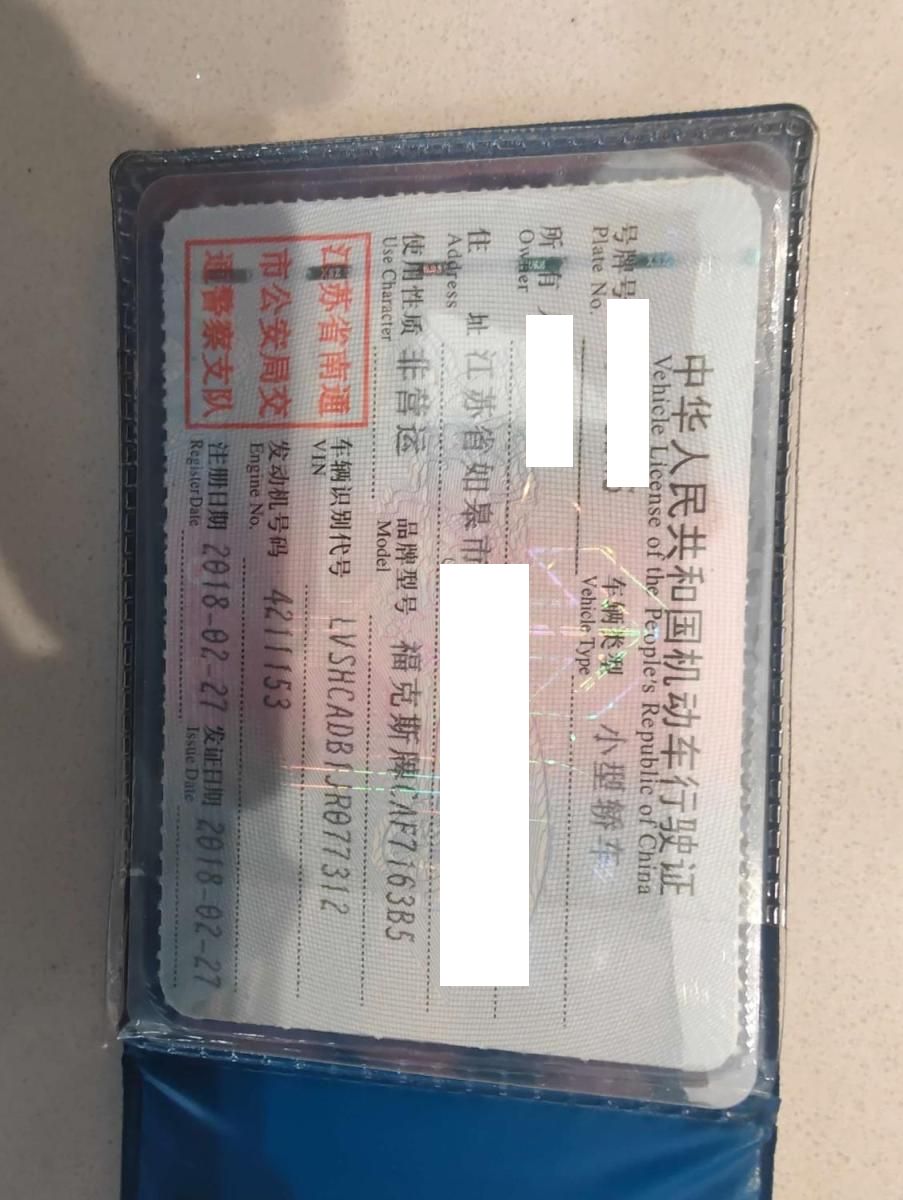 中华人民共和国机动车行驶证
Vehicle License of the People's Republic of China
号牌号
Plate No.
车辆类别
Vehicle Type
小型轿车
所有
Owner
住址
Address
江苏省如皋市
使用性质
Use Character
非营运
品牌型号
Model
福克斯牌CAF7163B5
江苏省南通
市公安局交
通警察支队
车辆识别代号
VIN
LVSHCADB1JR077312
发动机号码
Engine No.
4211153
注册日期
Register Date
2018-02-27
发证日期
Issue Date
2018-02-27